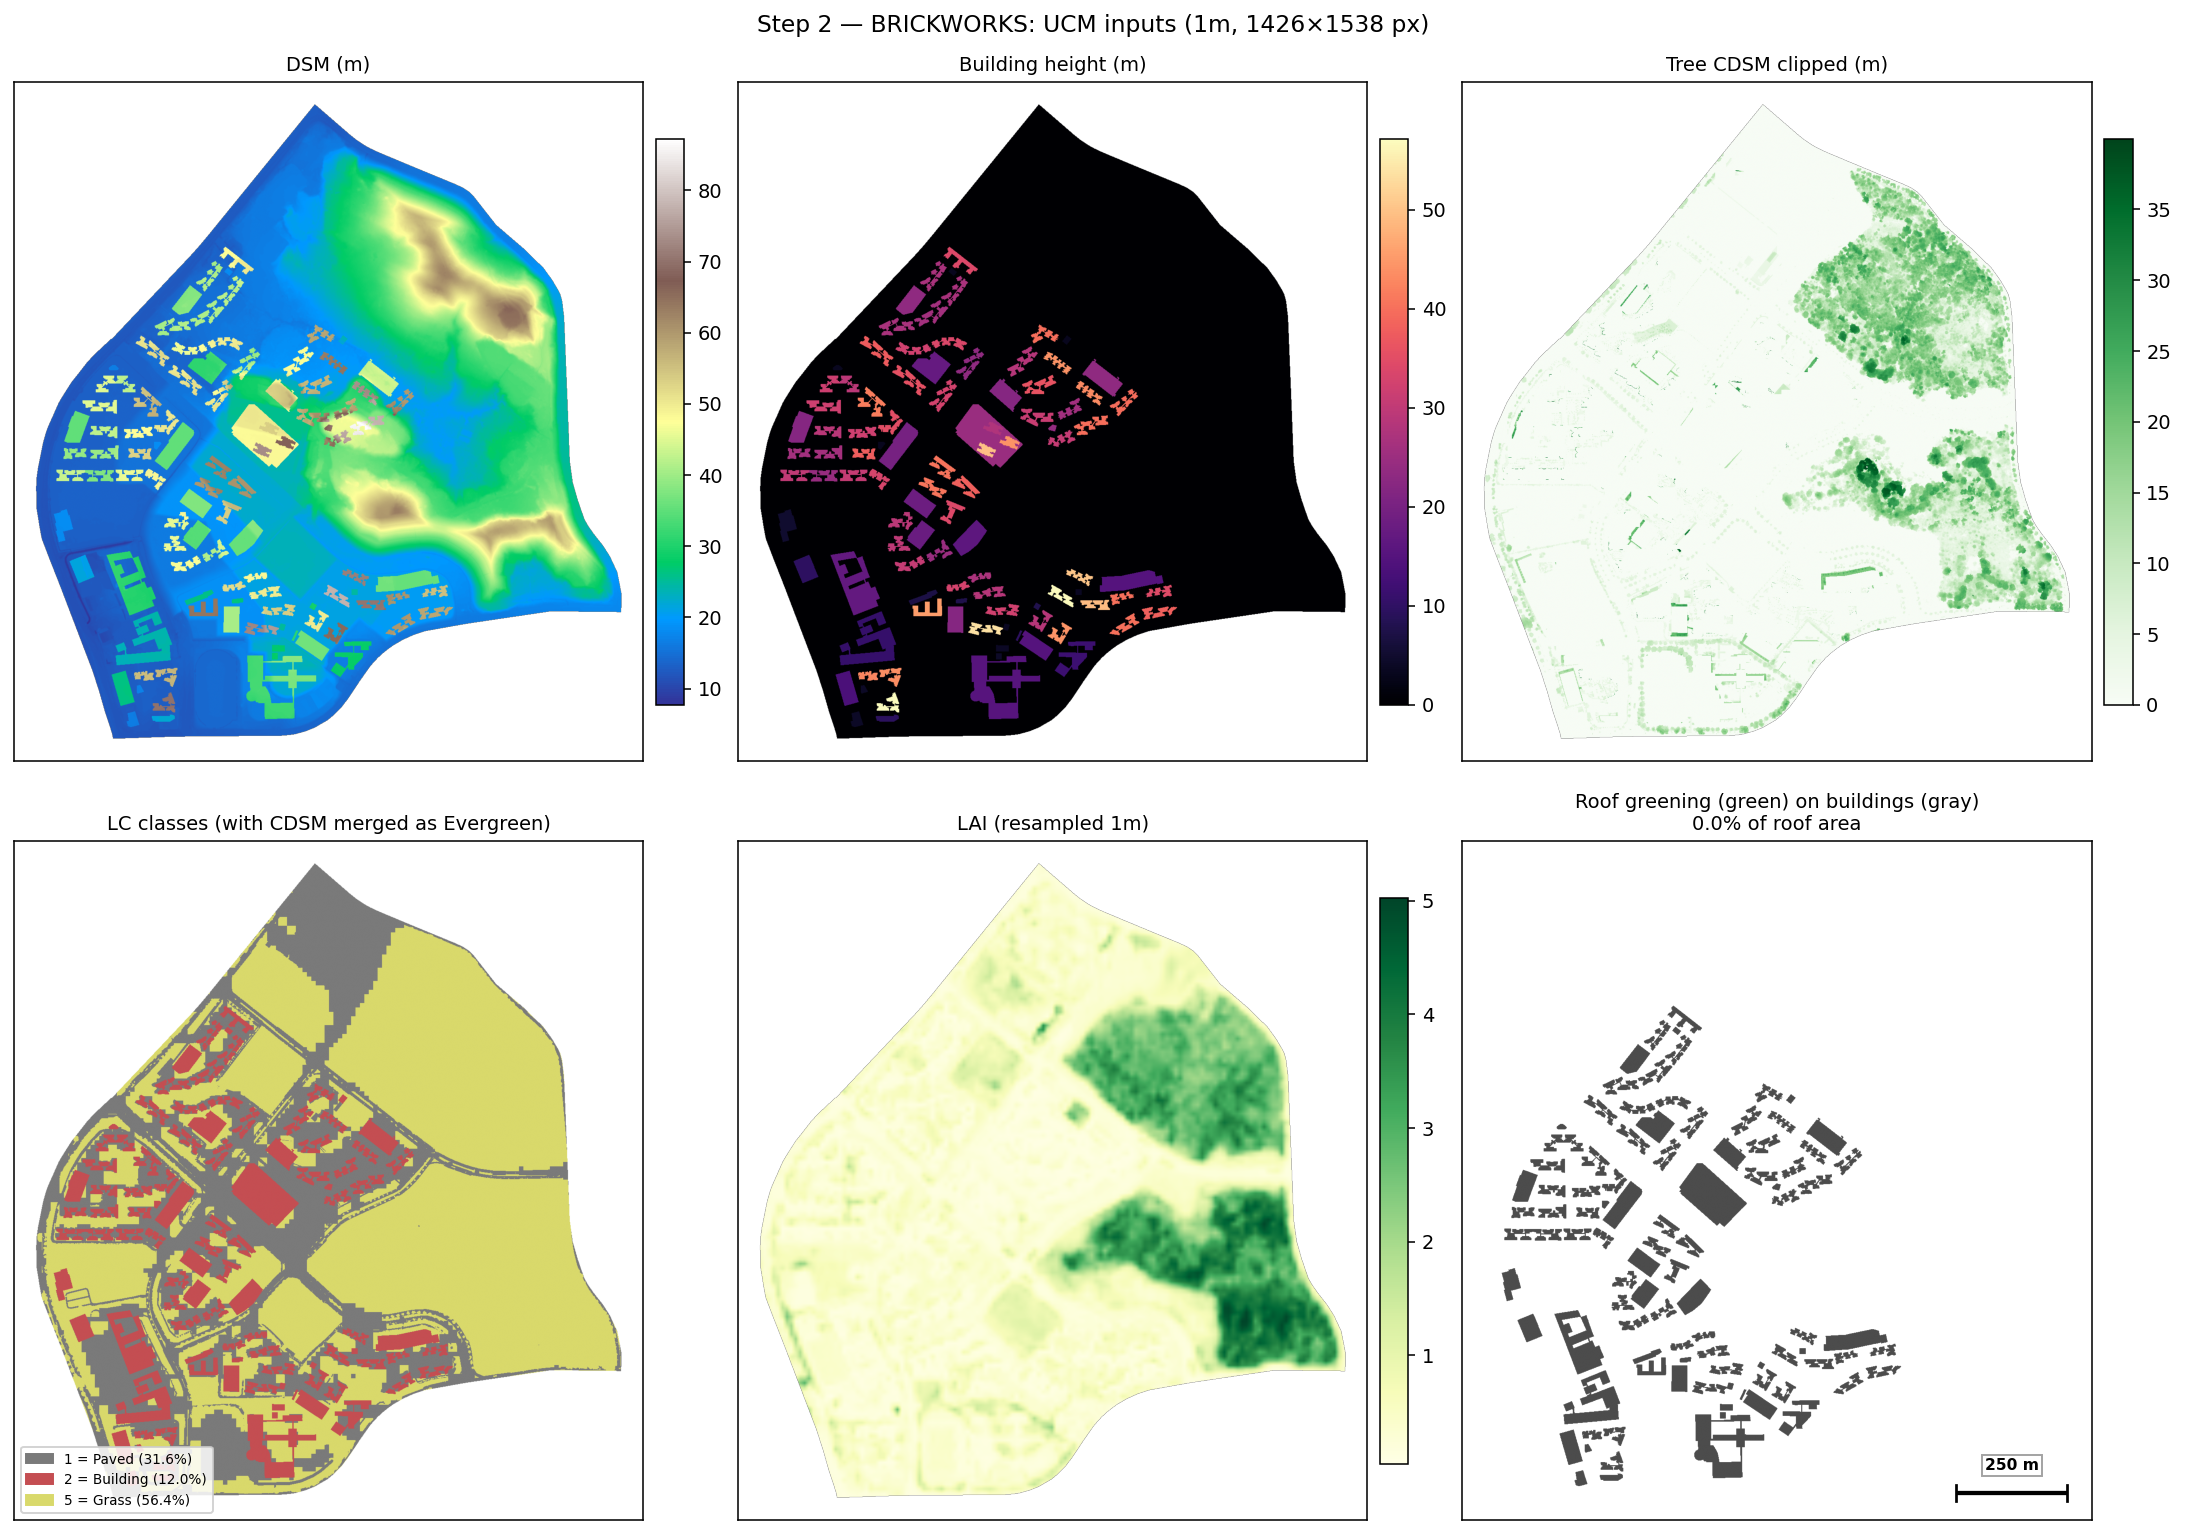 Step 2 — BRICKWORKS: UCM inputs (1m, 1426×1538 px)
DSM (m)
80
70
60
50
40
30
20
10
Building height (m)
50
40
30
20
10
0
Tree CDSM clipped (m)
35
30
25
20
15
10
5
0
LC classes (with CDSM merged as Evergreen)
1 = Paved (31.6%)
2 = Building (12.0%)
5 = Grass (56.4%)
LAI (resampled 1m)
5
4
3
2
1
Roof greening (green) on buildings (gray)
0.0% of roof area
250 m